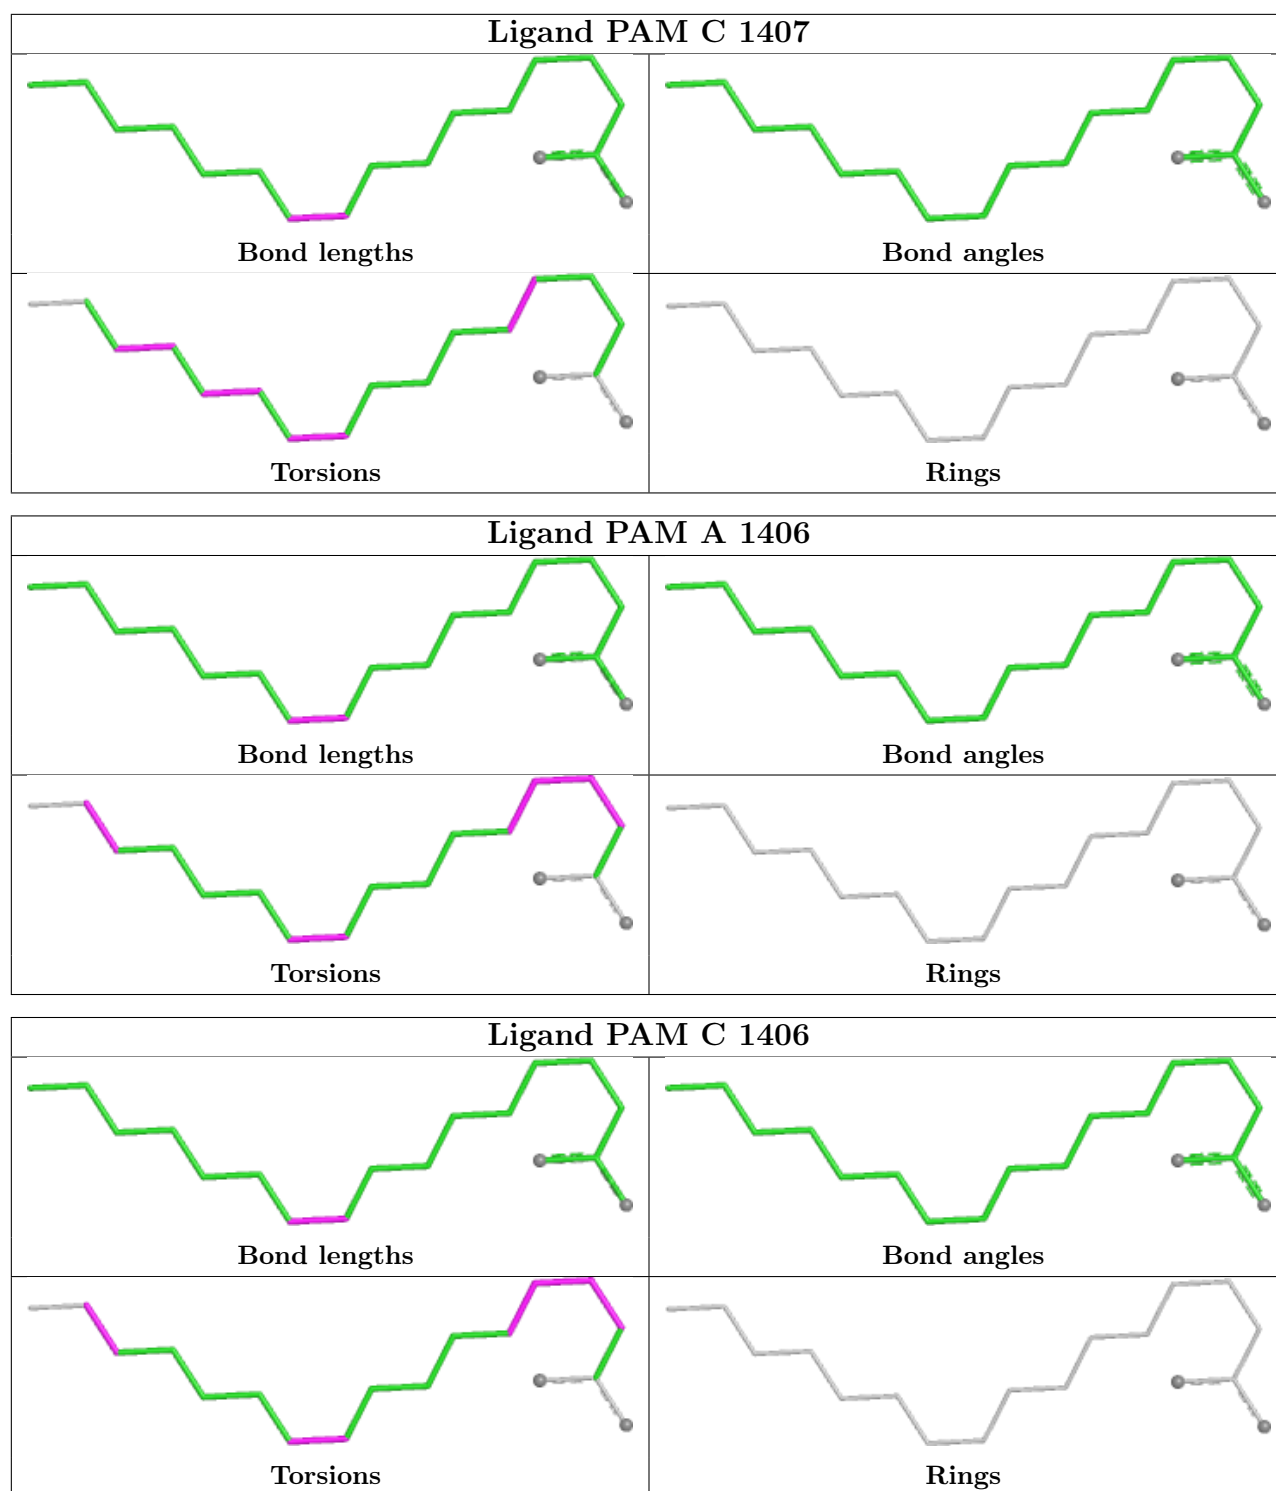 Ligand PAM C 1407
Bond lengths
Bond angles
Torsions
Rings
Ligand PAM A 1406
Bond lengths
Bond angles
Torsions
Rings
Ligand PAM C 1406
Bond lengths
Bond angles
Torsions
Rings